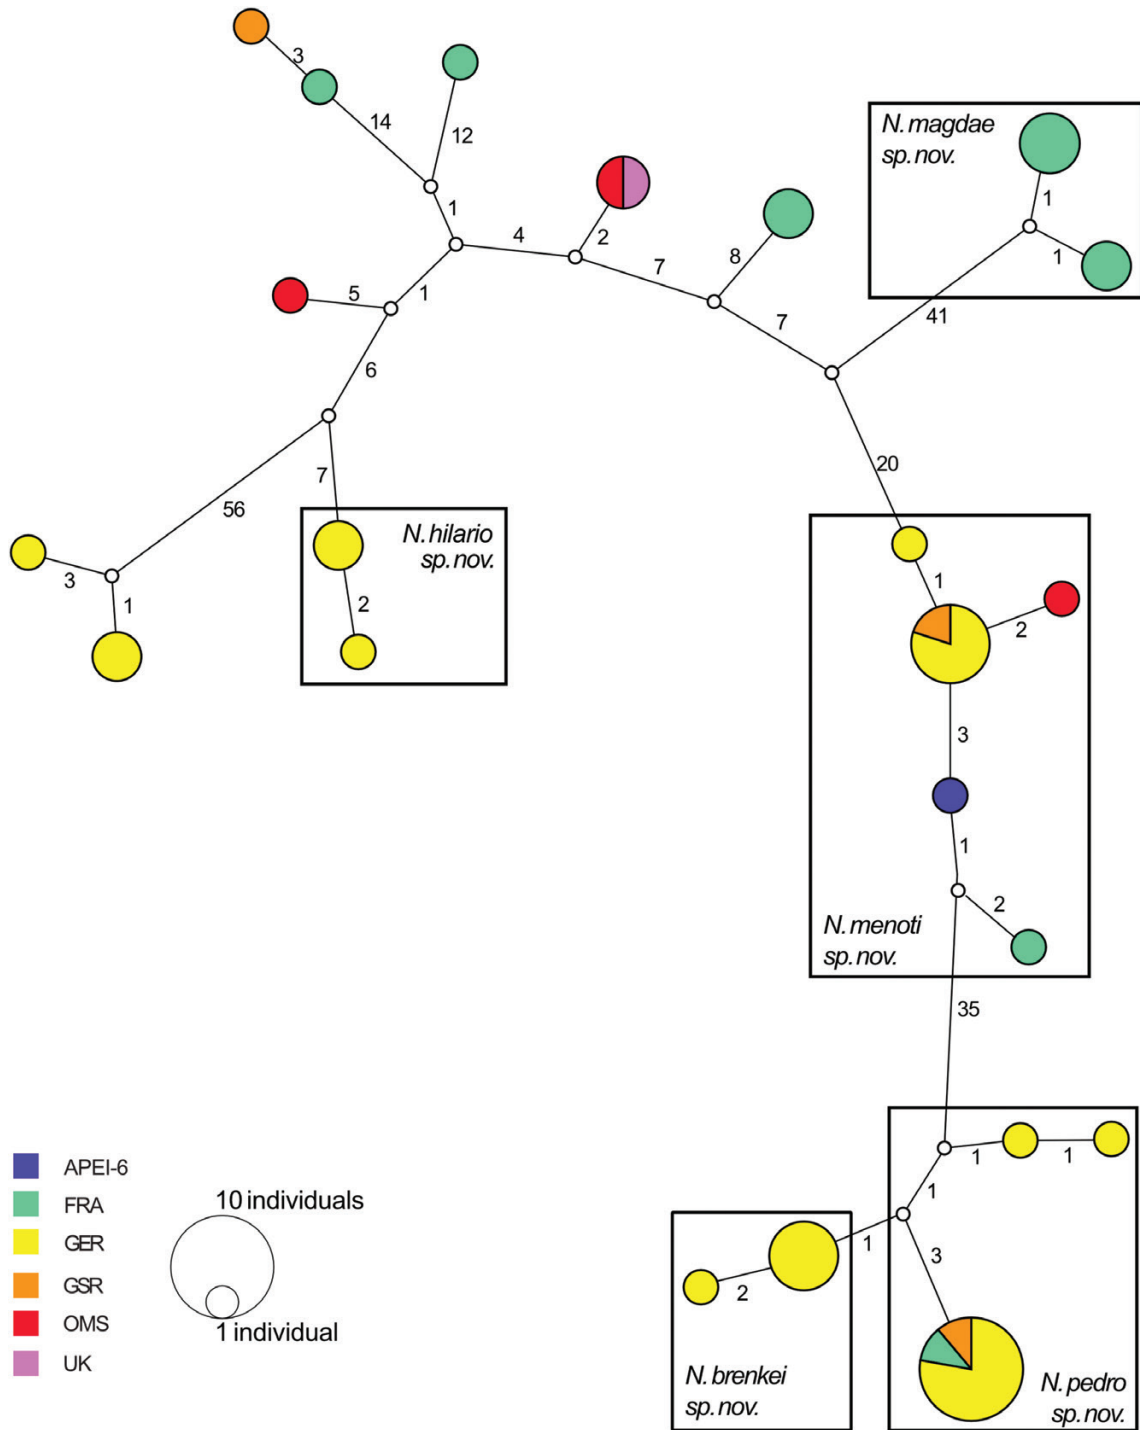 3
14
12
1
4
2
7
8
7
N. magdae
sp. nov.
1
1
41
5
1
6
7
56
20
3
1
N. hilario
sp. nov.
2
1
2
3
1
2
N. menoti
sp. nov.
35
1
1
1
1
3
2
N. brenkei
sp. nov.
N. pedro
sp. nov.
APEI-6
FRA
GER
GSR
OMS
UK
10 individuals
1 individual